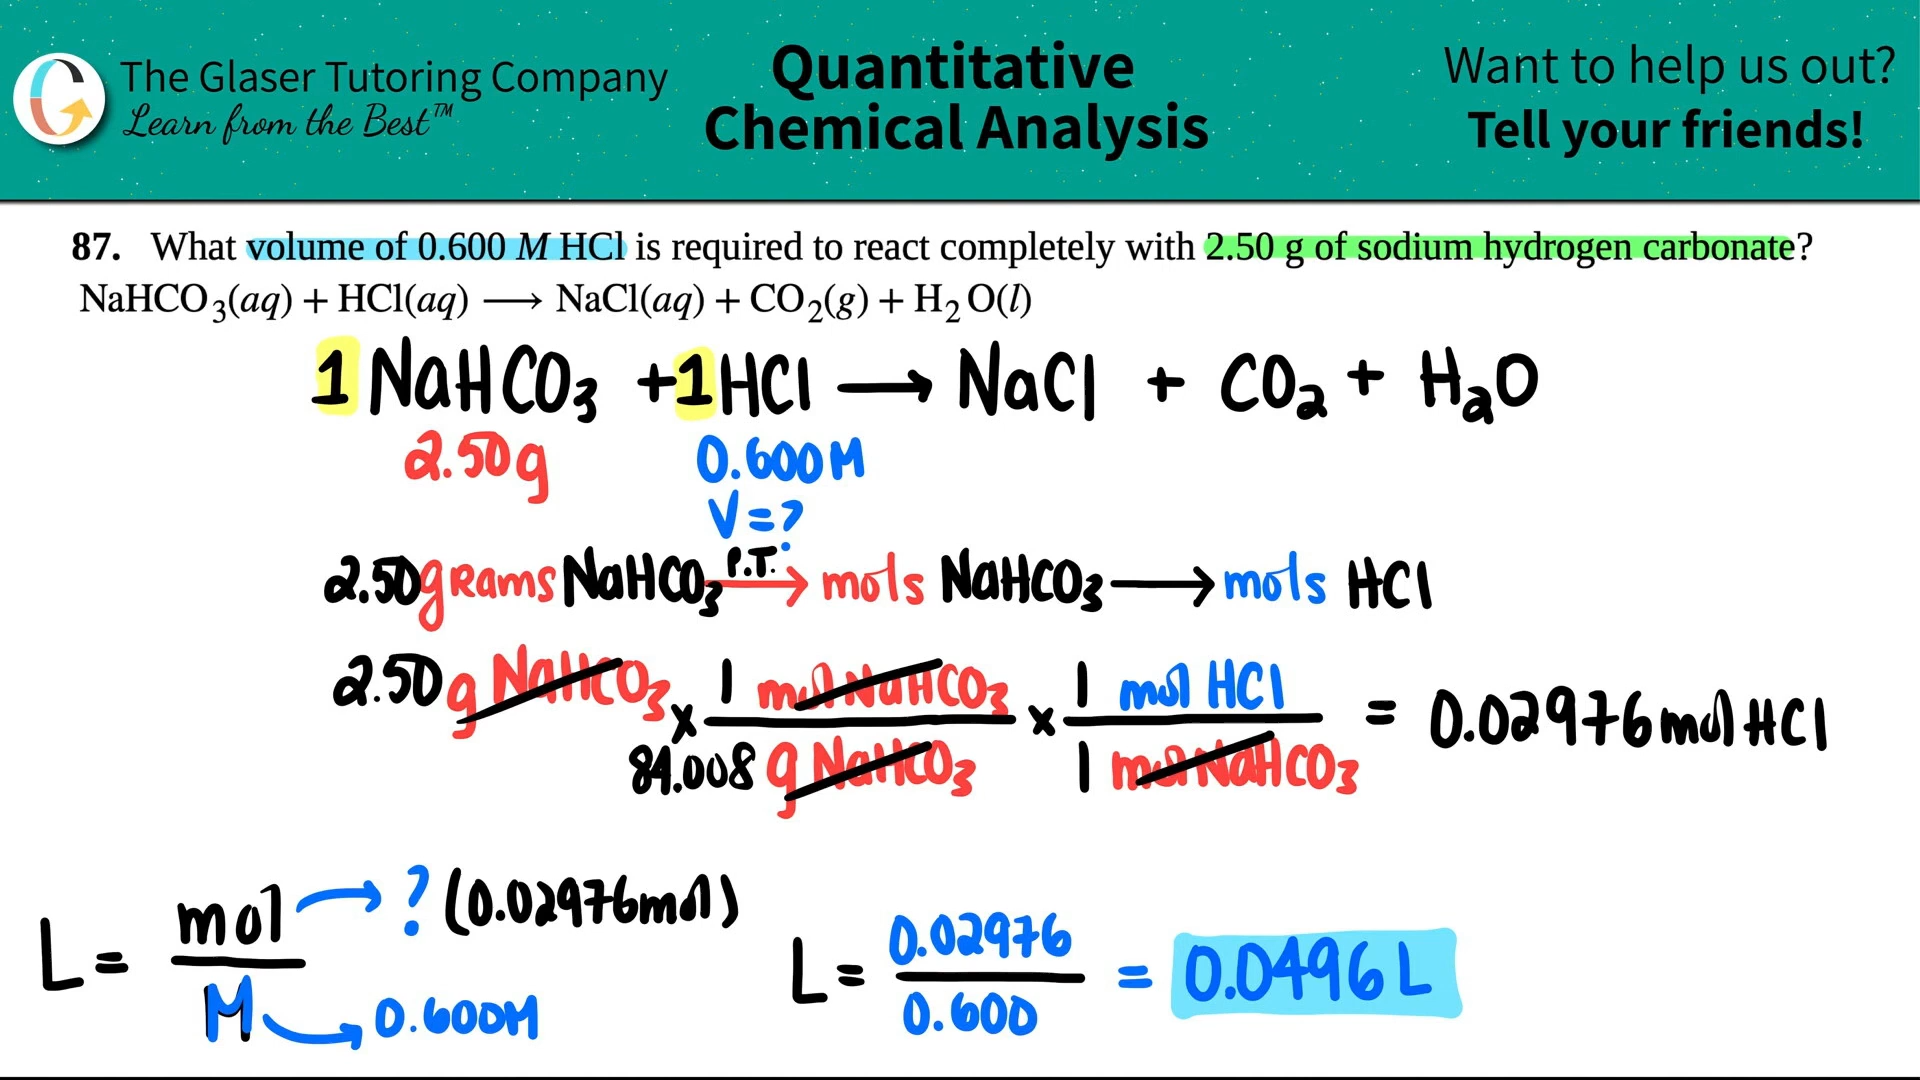 The Glaser Tutoring Company
Learn from the Best™
Quantitative
Chemical Analysis
Want to help us out?
Tell your friends!
87. What volume of 0.600 M HCl is required to react completely with 2.50 g of sodium hydrogen carbonate?
NaHCO₃(aq) + HCl(aq) ⟶ NaCl(aq) + CO₂(g) + H₂O(l)
1 NaHCO₃ + 1 HCl ⟶ NaCl + CO₂ + H₂O
2.50g 0.600M
V=?
2.50 grams NaHCO₃ P.T.→ mols NaHCO₃ ⟶ mols HCl
2.50 g NaHCO₃ x 1 mol NaHCO₃ x 1 mol HCl = 0.02976 mol HCl
84.008 g NaHCO₃ 1 mol NaHCO₃
L = mol → ? (0.02976mol)
M → 0.600M
L = 0.02976 = 0.0496 L
0.600